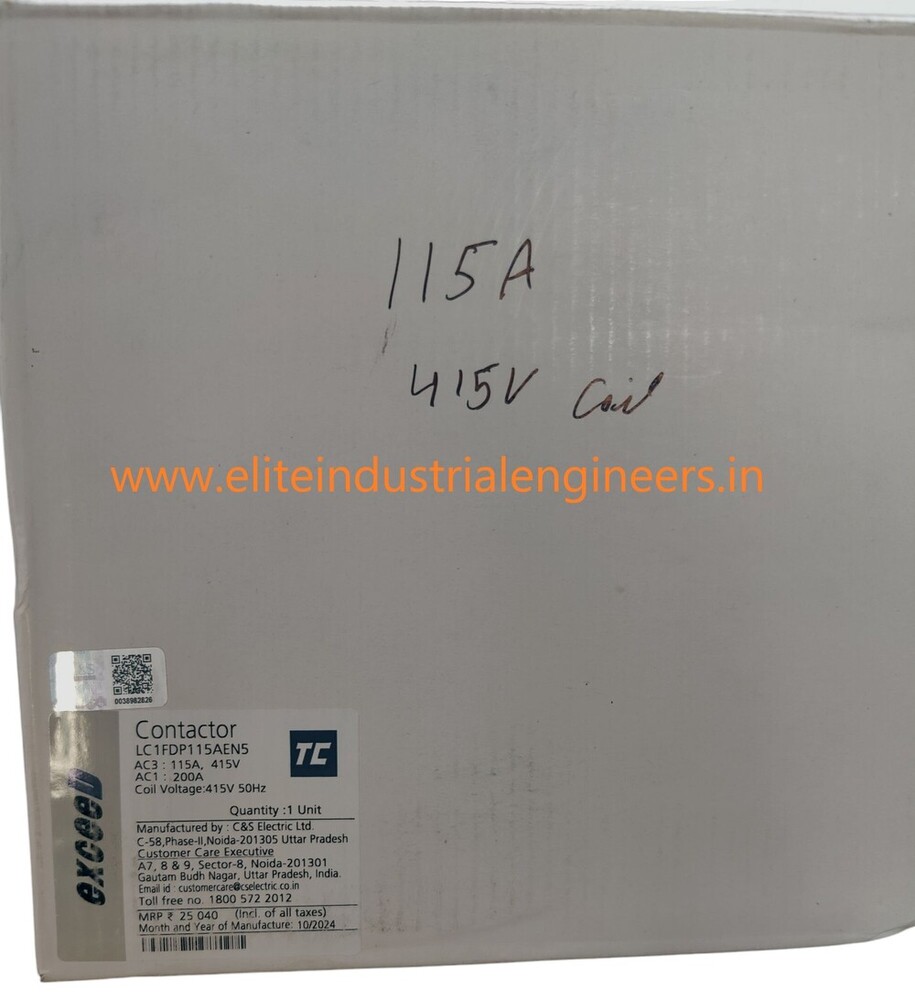 115A
415V Coil
www.eliteindustrialengineers.in
0038982826
exceeD
Contactor
LC1FDP115AEN5
AC3 : 115A, 415V
AC1 : 200A
Coil Voltage:415V 50Hz
TC
Quantity :1 Unit
Manufactured by : C&S Electric Ltd.
C-58,Phase-II,Noida-201305 Uttar Pradesh
Customer Care Executive
A7, 8 & 9, Sector-8, Noida-201301
Gautam Budh Nagar, Uttar Pradesh, India.
Email id : customercare@cselectric.co.in
Toll free no. 1800 572 2012
MRP ₹ 25 040 (Incl. of all taxes)
Month and Year of Manufacture: 10/2024